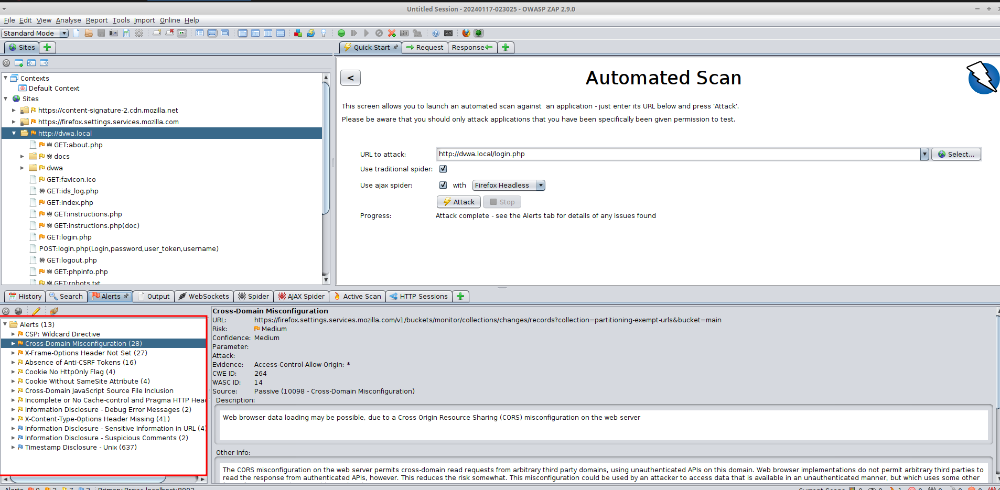 Untitled Session - 20240117-023025 - OWASP ZAP 2.9.0
File Edit View Analyse Report Tools Import Online Help
Standard Mode
Sites
Quick Start Request Response
Contexts
Default Context
Sites
https://content-signature-2.cdn.mozilla.net
https://firefox.settings.services.mozilla.com
http://dvwa.local
GET:about.php
docs
dvwa
GET:favicon.ico
GET:ids_log.php
GET:index.php
GET:instructions.php
GET:instructions.php(doc)
GET:login.php
POST:login.php(Login,password,user_token,username)
GET:logout.php
GET:phpinfo.php
GET:robots.txt
<
Automated Scan
This screen allows you to launch an automated scan against an application - just enter its URL below and press 'Attack'.
Please be aware that you should only attack applications that you have been specifically been given permission to test.
URL to attack: http://dvwa.local/login.php Select...
Use traditional spider:
Use ajax spider: with Firefox Headless
Attack Stop
Progress: Attack complete - see the Alerts tab for details of any issues found
History Search Alerts Output WebSockets Spider AJAX Spider Active Scan HTTP Sessions
Alerts (13)
CSP: Wildcard Directive
Cross-Domain Misconfiguration (28)
X-Frame-Options Header Not Set (27)
Absence of Anti-CSRF Tokens (16)
Cookie No HttpOnly Flag (4)
Cookie Without SameSite Attribute (4)
Cross-Domain JavaScript Source File Inclusion
Incomplete or No Cache-control and Pragma HTTP Head
Information Disclosure - Debug Error Messages (2)
X-Content-Type-Options Header Missing (41)
Information Disclosure - Sensitive Information in URL (4)
Information Disclosure - Suspicious Comments (2)
Timestamp Disclosure - Unix (637)
Cross-Domain Misconfiguration
URL: https://firefox.settings.services.mozilla.com/v1/buckets/monitor/collections/changes/records?collection=partitioning-exempt-urls&bucket=main
Risk: Medium
Confidence: Medium
Parameter:
Attack:
Evidence: Access-Control-Allow-Origin: *
CWE ID: 264
WASC ID: 14
Source: Passive (10098 - Cross-Domain Misconfiguration)
Description:
Web browser data loading may be possible, due to a Cross Origin Resource Sharing (CORS) misconfiguration on the web server
Other Info:
The CORS misconfiguration on the web server permits cross-domain read requests from arbitrary third party domains, using unauthenticated APIs on this domain. Web browser implementations do not permit arbitrary third parties to
read the response from authenticated APIs, however. This reduces the risk somewhat. This misconfiguration could be used by an attacker to access data that is available in an unauthenticated manner, but which uses some other
Alerts Primary Proxy: localhost:8092 Current Scans